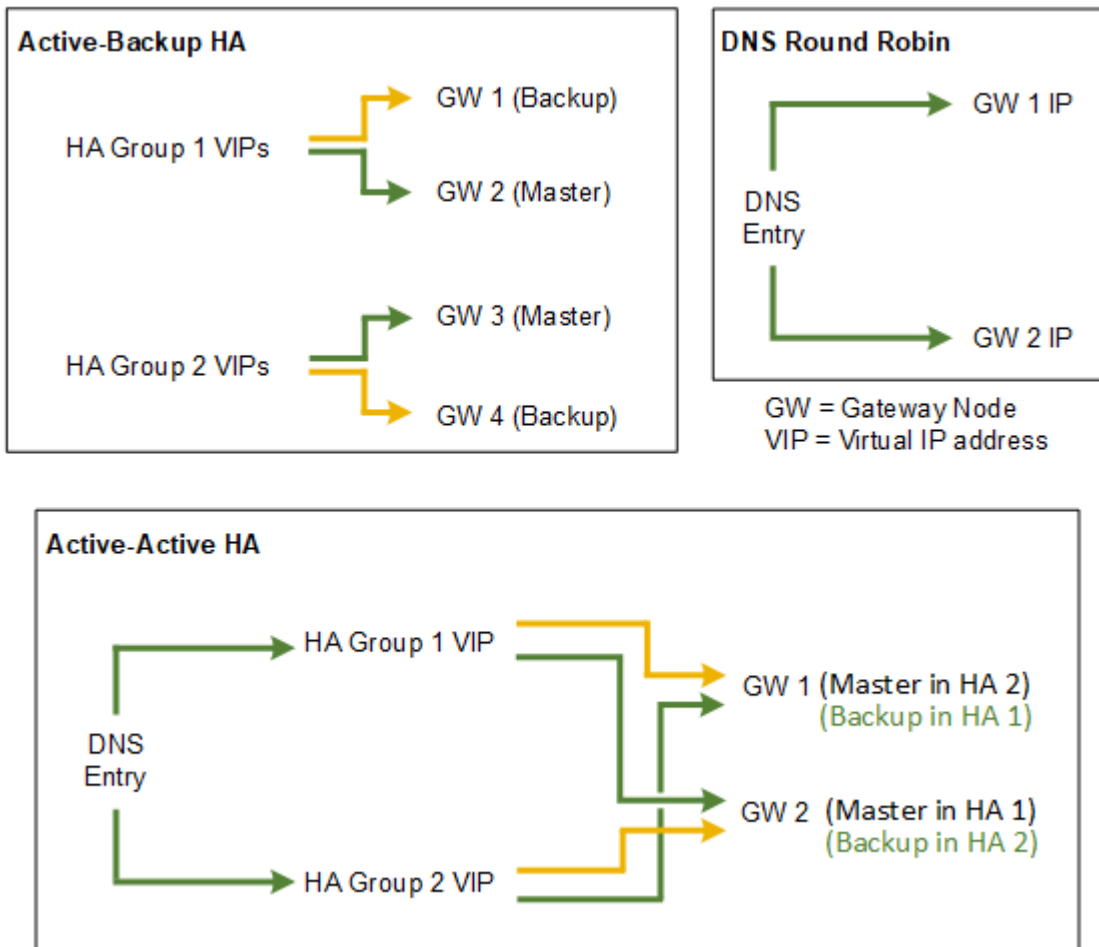 Active-Backup HA
HA Group 1 VIPs
GW 1 (Backup)
GW 2 (Master)
HA Group 2 VIPs
GW 3 (Master)
GW 4 (Backup)
DNS Round Robin
DNS
Entry
GW 1 IP
GW 2 IP
GW = Gateway Node
VIP = Virtual IP address
Active-Active HA
DNS
Entry
HA Group 1 VIP
HA Group 2 VIP
GW 1 (Master in HA 2)
(Backup in HA 1)
GW 2 (Master in HA 1)
(Backup in HA 2)